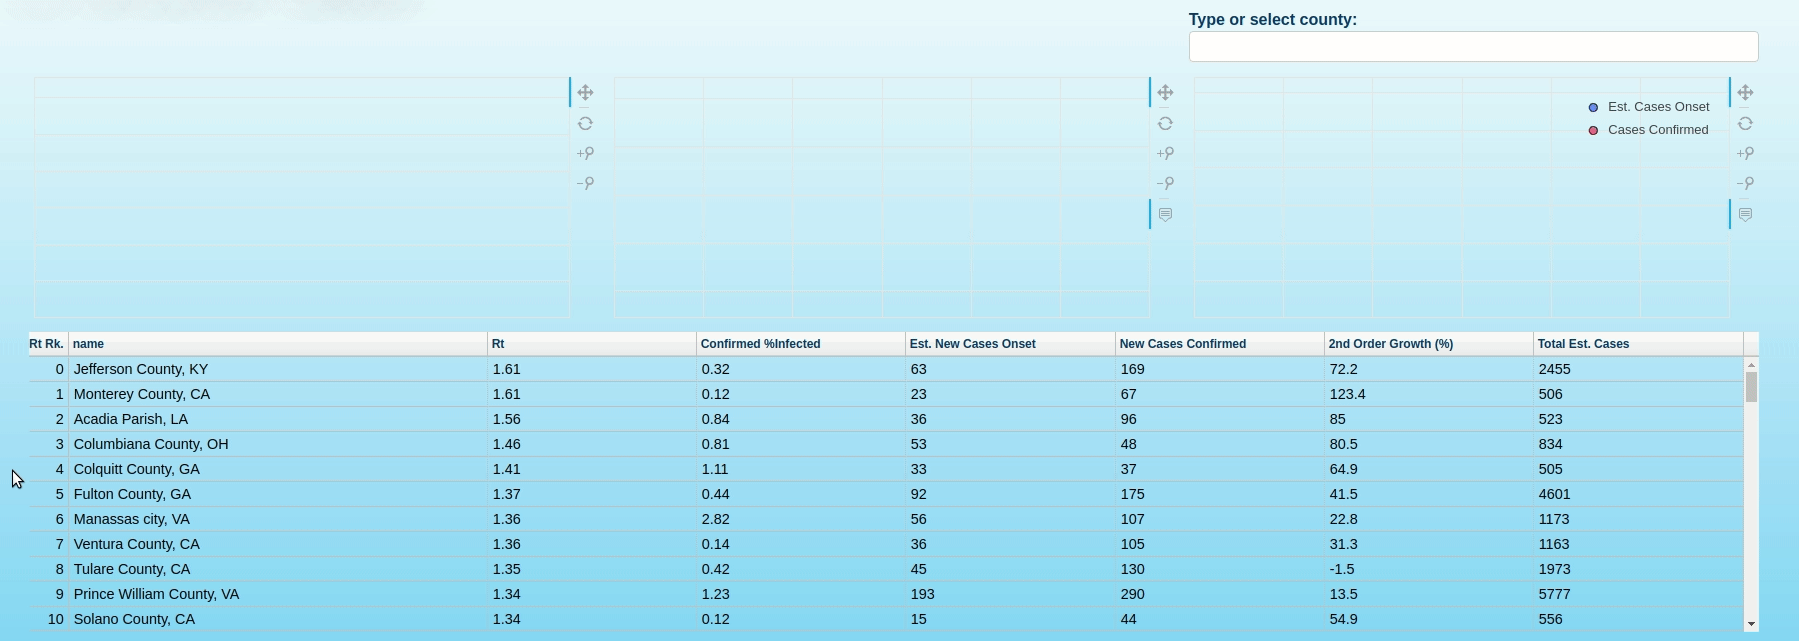 Type or select county:
Est. Cases Onset
Cases Confirmed
Rt Rk. name Rt Confirmed %Infected Est. New Cases Onset New Cases Confirmed 2nd Order Growth (%) Total Est. Cases
0 Jefferson County, KY 1.61 0.32 63 169 72.2 2455
1 Monterey County, CA 1.61 0.12 23 67 123.4 506
2 Acadia Parish, LA 1.56 0.84 36 96 85 523
3 Columbiana County, OH 1.46 0.81 53 48 80.5 834
4 Colquitt County, GA 1.41 1.11 33 37 64.9 505
5 Fulton County, GA 1.37 0.44 92 175 41.5 4601
6 Manassas city, VA 1.36 2.82 56 107 22.8 1173
7 Ventura County, CA 1.36 0.14 36 105 31.3 1163
8 Tulare County, CA 1.35 0.42 45 130 -1.5 1973
9 Prince William County, VA 1.34 1.23 193 290 13.5 5777
10 Solano County, CA 1.34 0.12 15 44 54.9 556